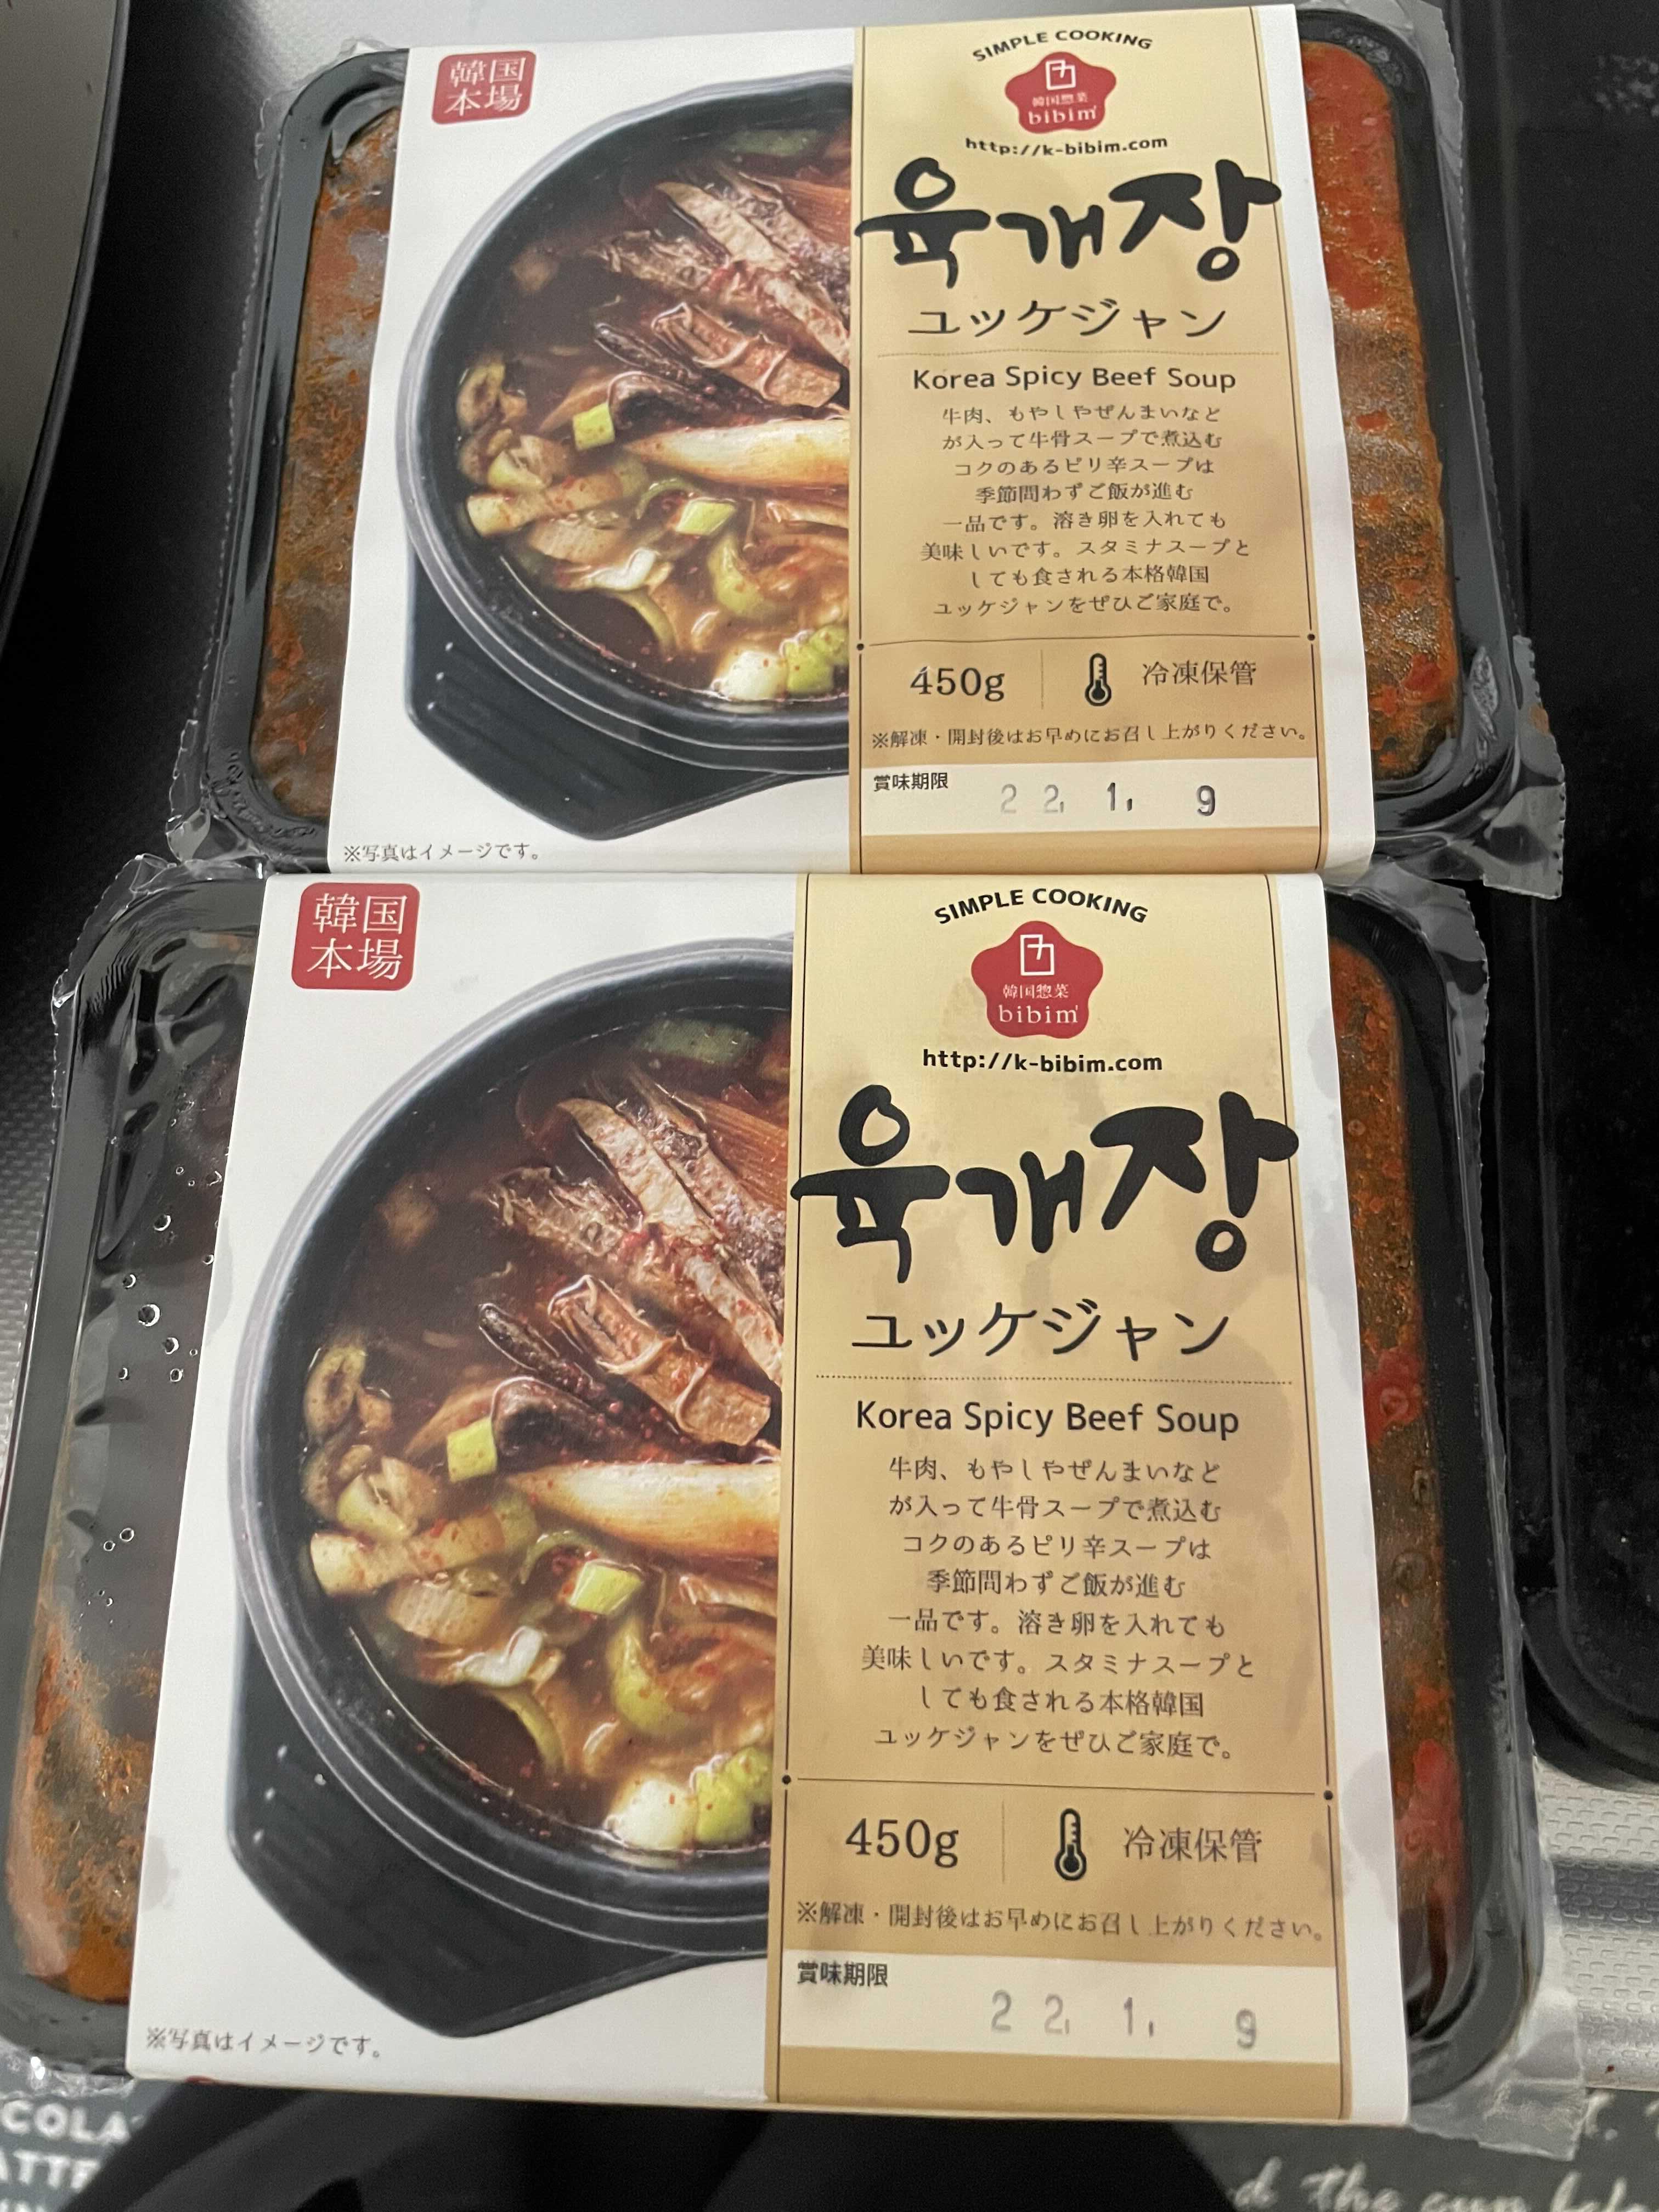 韓国
本場
SIMPLE COOKING
韓国惣菜
bibim'
http://k-bibim.com
육개장
ユッケジャン
Korea Spicy Beef Soup
牛肉、もやしやぜんまいなど
が入って牛骨スープで煮込む
コクのあるピリ辛スープは
季節問わずご飯が進む
一品です。溶き卵を入れても
美味しいです。スタミナスープと
しても食される本格韓国
ユッケジャンをぜひご家庭で。
450g 冷凍保管
※解凍・開封後はお早めにお召し上がりください。
賞味期限
22. 1. 9
※写真はイメージです。
韓国
本場
SIMPLE COOKING
韓国惣菜
bibim'
http://k-bibim.com
육개장
ユッケジャン
Korea Spicy Beef Soup
牛肉、もやしやぜんまいなど
が入って牛骨スープで煮込む
コクのあるピリ辛スープは
季節問わずご飯が進む
一品です。溶き卵を入れても
美味しいです。スタミナスープと
しても食される本格韓国
ユッケジャンをぜひご家庭で。
450g 冷凍保管
※解凍・開封後はお早めにお召し上がりください。
賞味期限
22. 1. 9
※写真はイメージです。
the